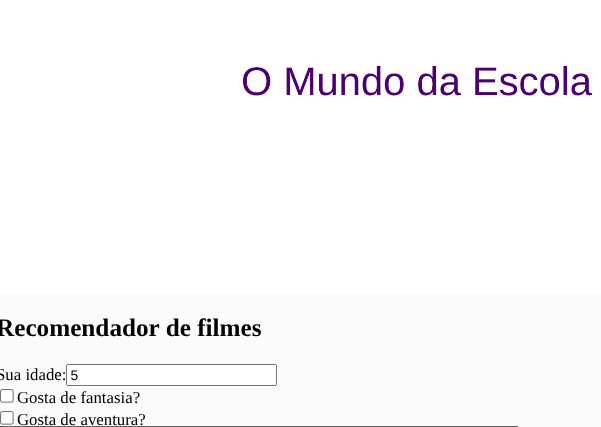 O Mundo da Escola
Recomendador de filmes
Sua idade: 5
Gosta de fantasia?
Gosta de aventura?